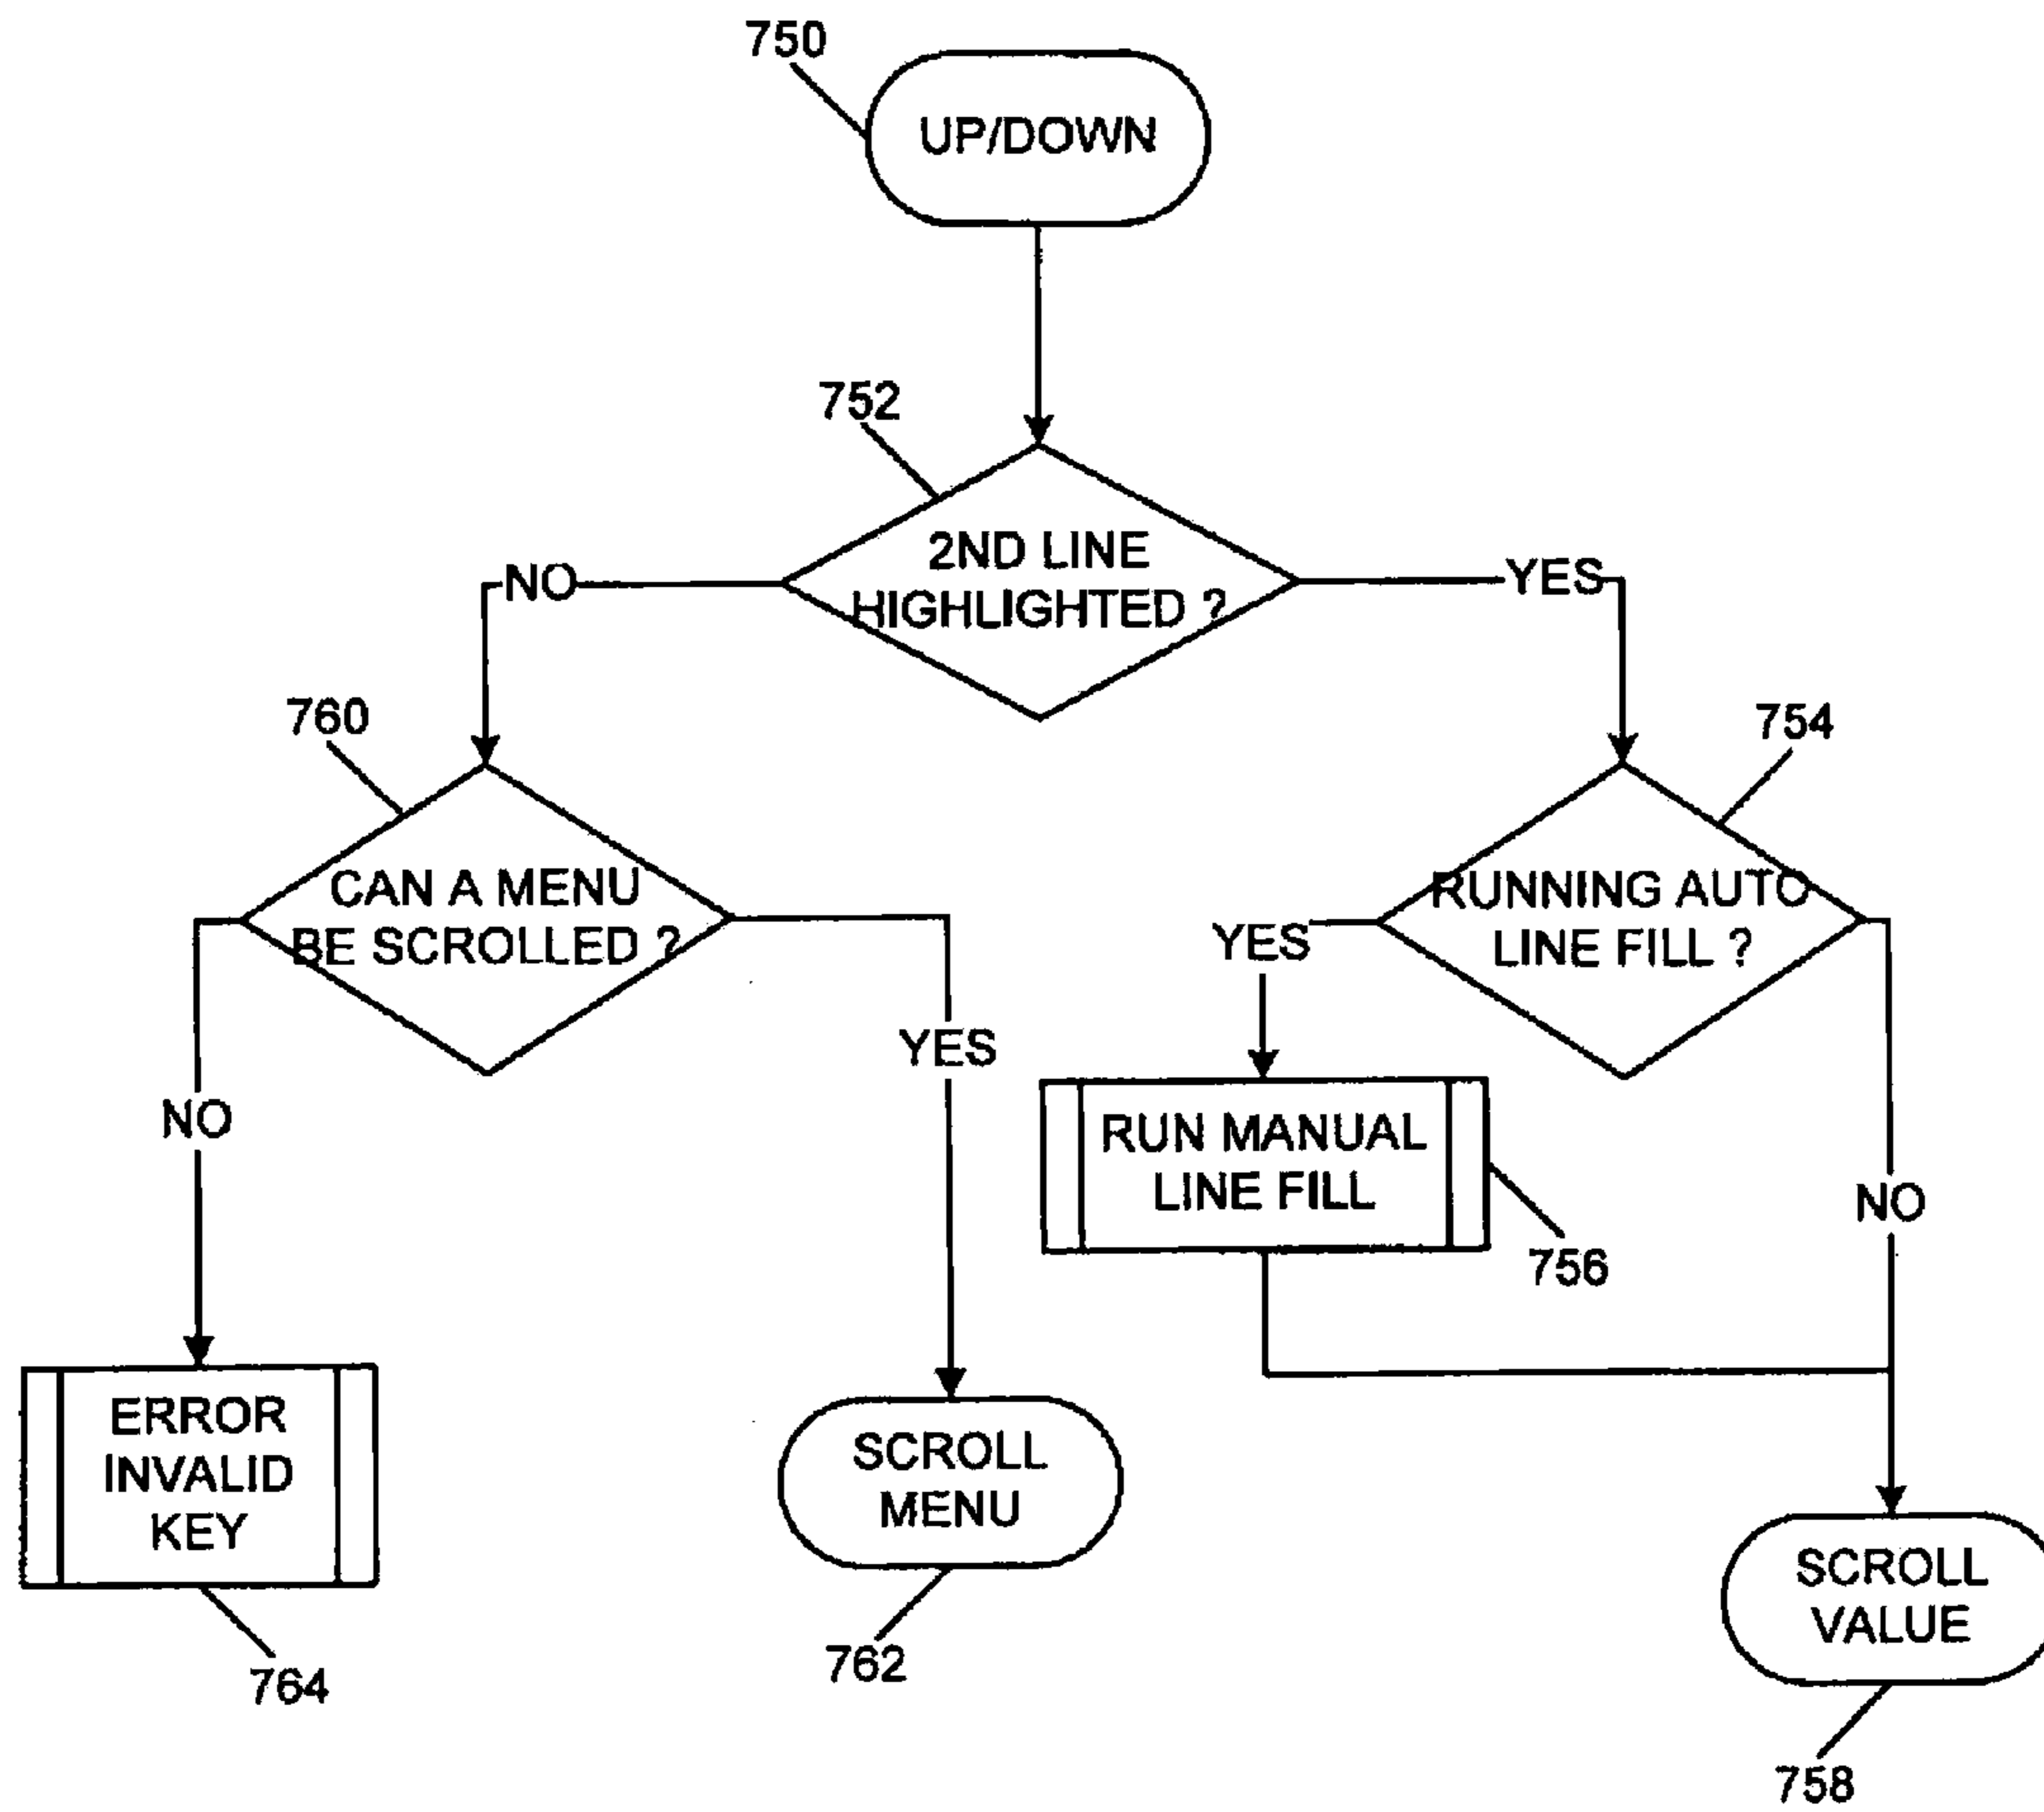 750
UP/DOWN
752
2ND LINE
HIGHLIGHTED ?
NO
YES
760
754
CAN A MENU
BE SCROLLED ?
RUNNING AUTO
LINE FILL ?
YES
YES
NO
RUN MANUAL
LINE FILL
NO
756
ERROR
INVALID
KEY
SCROLL
MENU
SCROLL
VALUE
764
762
758